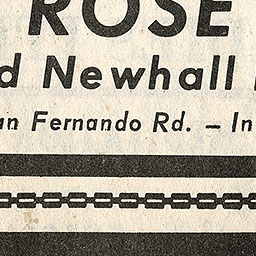 ROSE
d Newhall
an Fernando Rd. – In